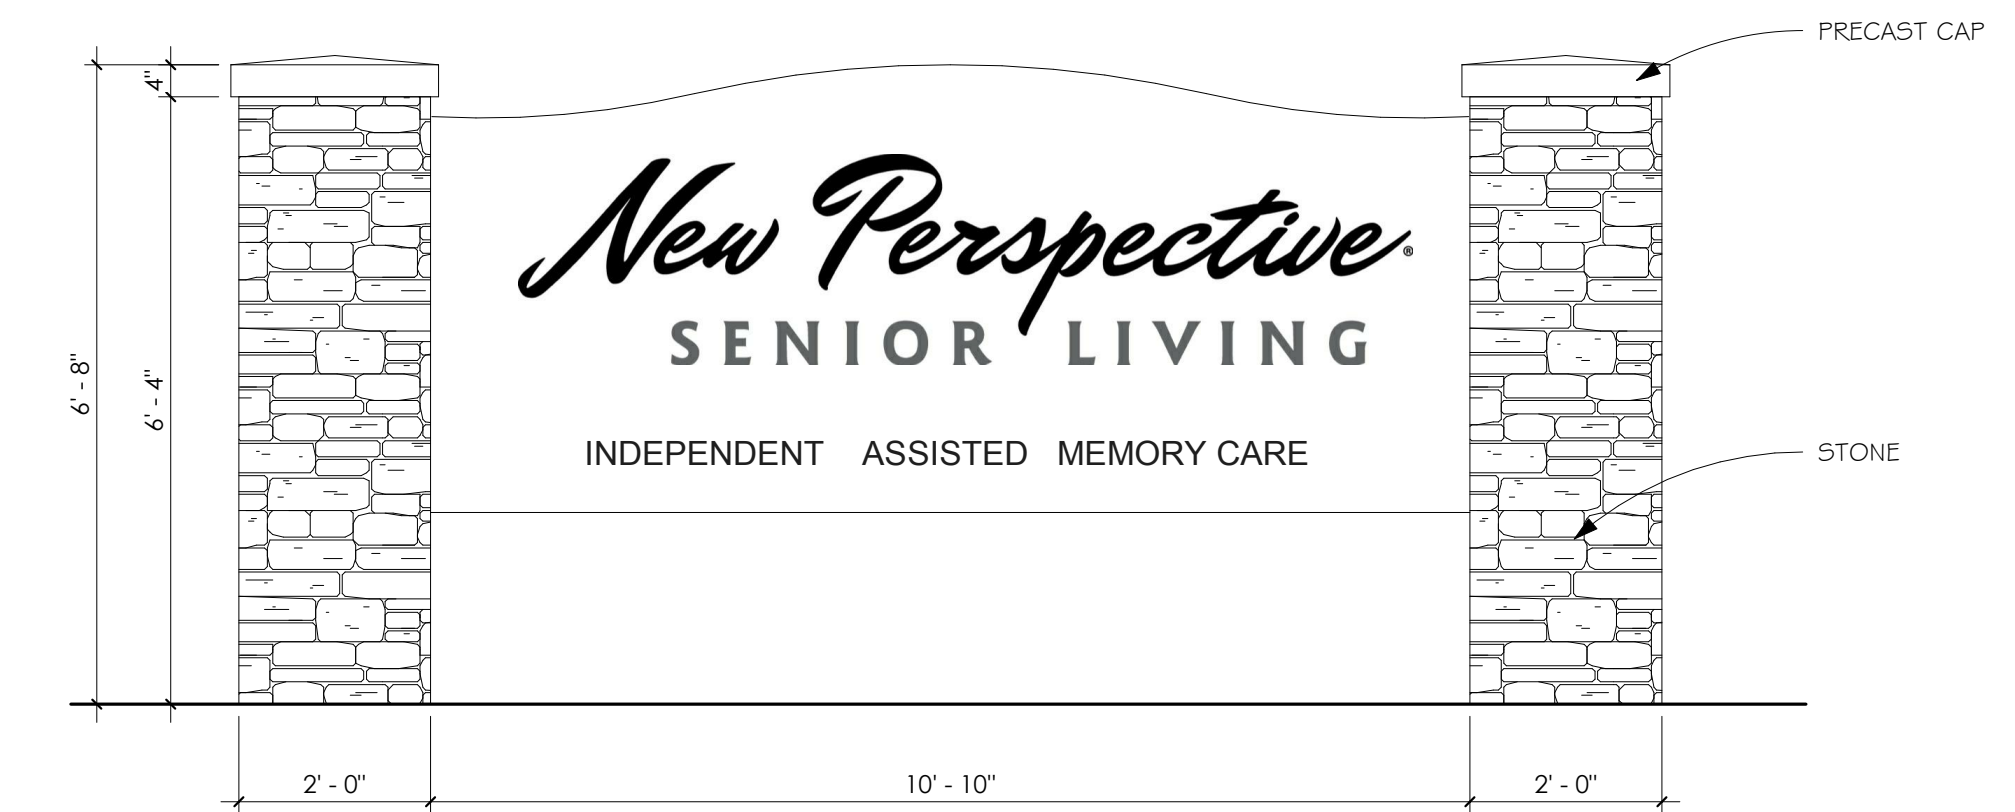 PRECAST CAP
4"
New Perspective®
SENIOR LIVING
6' - 8"
6' - 4"
INDEPENDENT ASSISTED MEMORY CARE
STONE
2' - 0"
10' - 10"
2' - 0"